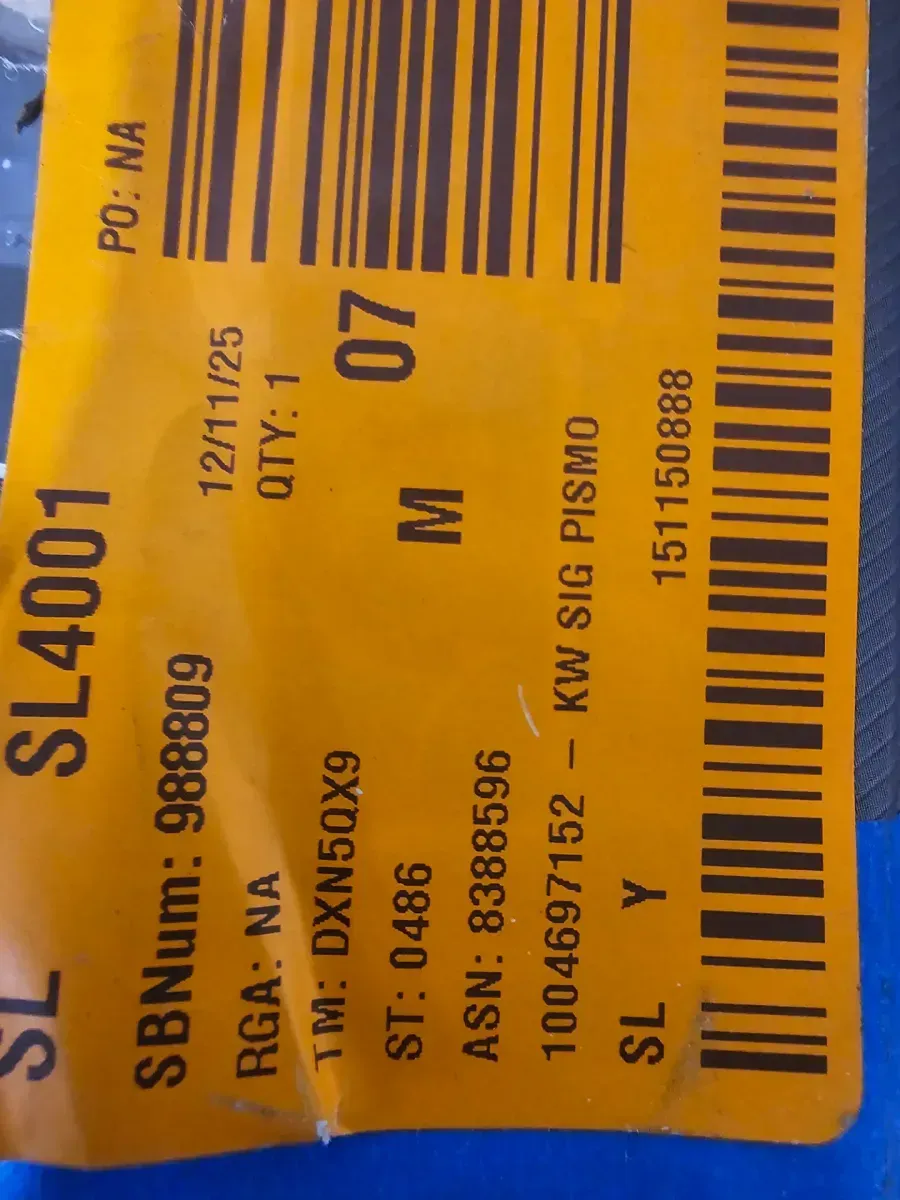 SL SL4001
PO: NA
SBNum: 988809 12/11/25
RGA: NA QTY: 1
TM: DXN5QX9
07
ST: 0486 M
ASN: 8388596
1004697152 – KW SIG PISMO
SL Y 151150888